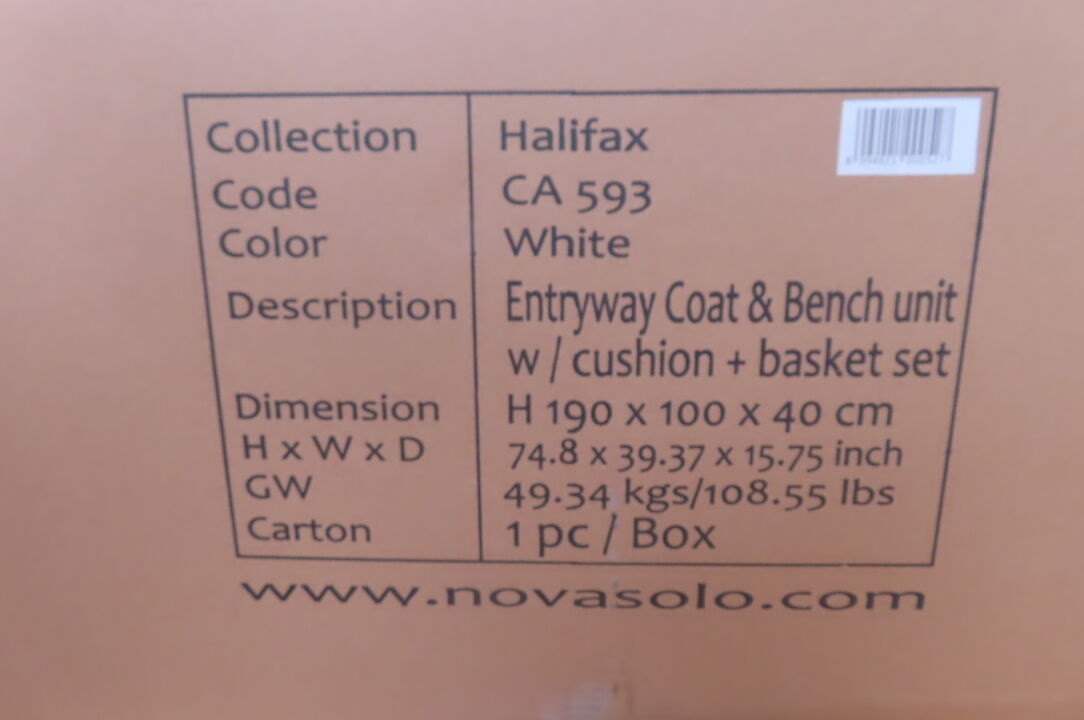 Collection Halifax
Code CA 593
Color White
Description Entryway Coat & Bench unit
w / cushion + basket set
Dimension H 190 x 100 x 40 cm
H x W x D 74.8 x 39.37 x 15.75 inch
GW 49.34 kgs/108.55 lbs
Carton 1 pc / Box
www.novasolo.com